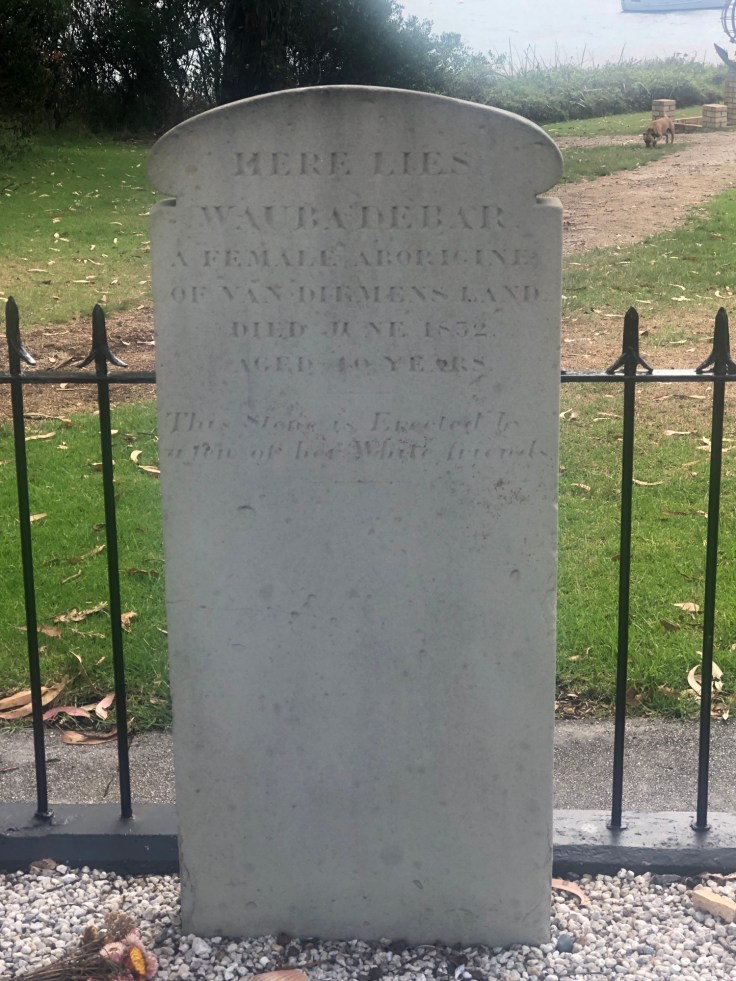 HERE LIES
WAUBADEBAR
A FEMALE ABORIGINE
OF VAN DIEMENS LAND
DIED JUNE 1832.
AGED 40 YEARS.
This Stone is Erected by
a few of her White friends